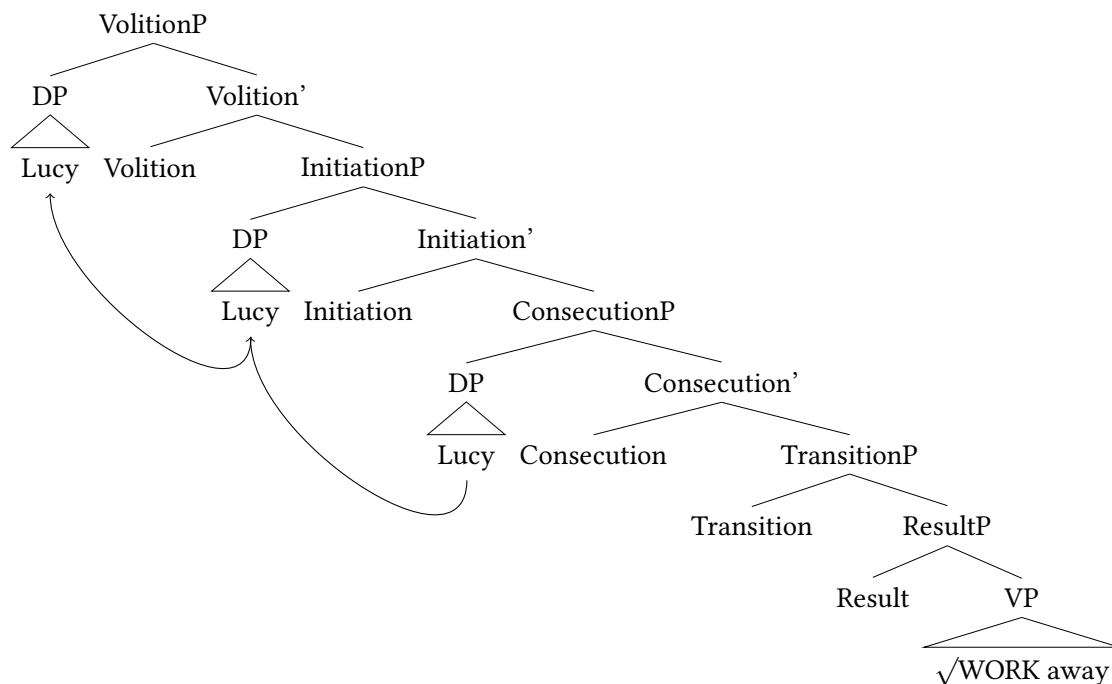 VolitionP
DP Volition’
Lucy Volition InitiationP
DP Initiation’
Lucy Initiation ConsecutionP
DP Consecution’
Lucy Consecution TransitionP
Transition ResultP
Result VP
√WORK away